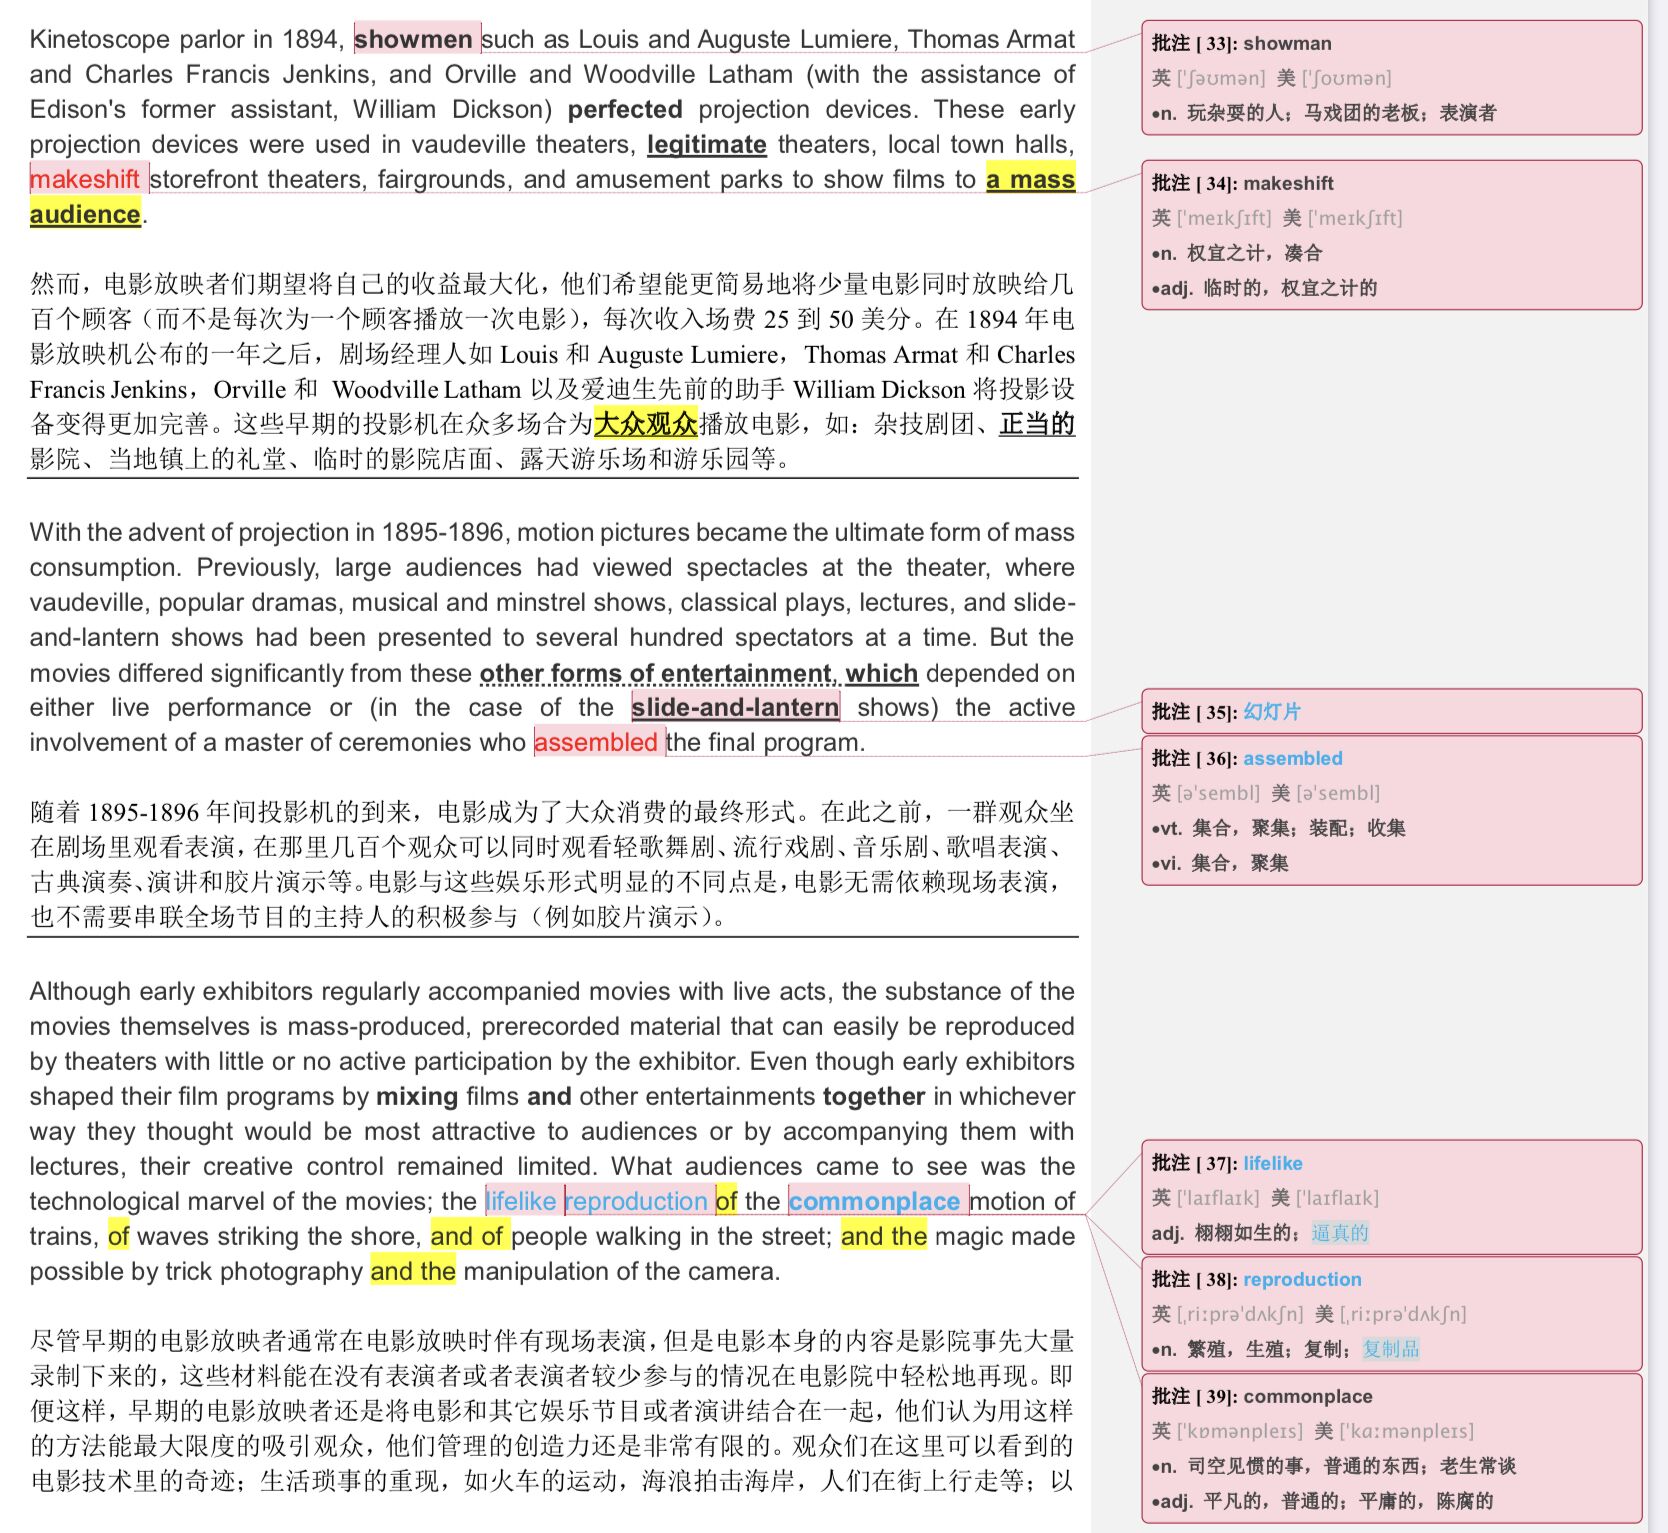 Kinetoscope parlor in 1894, showmen such as Louis and Auguste Lumiere, Thomas Armat
and Charles Francis Jenkins, and Orville and Woodville Latham (with the assistance of
Edison's former assistant, William Dickson) perfected projection devices. These early
projection devices were used in vaudeville theaters, legitimate theaters, local town halls,
makeshift storefront theaters, fairgrounds, and amusement parks to show films to a mass
audience.
然而，电影放映者们期望将自己的收益最大化，他们希望能更简易地将少量电影同时放映给几
百个顾客（而不是每次为一个顾客播放一次电影），每次收入场费 25 到 50 美分。在 1894 年电
影放映机公布的一年之后，剧场经理人如 Louis 和 Auguste Lumiere，Thomas Armat 和 Charles
Francis Jenkins，Orville 和 Woodville Latham 以及爱迪生先前的助手 William Dickson 将投影设
备变得更加完善。这些早期的投影机在众多场合为大众观众播放电影，如：杂技剧团、正当的
影院、当地镇上的礼堂、临时的影院店面、露天游乐场和游乐园等。
With the advent of projection in 1895-1896, motion pictures became the ultimate form of mass
consumption. Previously, large audiences had viewed spectacles at the theater, where
vaudeville, popular dramas, musical and minstrel shows, classical plays, lectures, and slide-
and-lantern shows had been presented to several hundred spectators at a time. But the
movies differed significantly from these other forms of entertainment, which depended on
either live performance or (in the case of the slide-and-lantern shows) the active
involvement of a master of ceremonies who assembled the final program.
随着 1895-1896 年间投影机的到来，电影成为了大众消费的最终形式。在此之前，一群观众坐
在剧场里观看表演，在那里几百个观众可以同时观看轻歌舞剧、流行戏剧、音乐剧、歌唱表演、
古典演奏、演讲和胶片演示等。电影与这些娱乐形式明显的不同点是，电影无需依赖现场表演，
也不需要串联全场节目的主持人的积极参与（例如胶片演示）。
Although early exhibitors regularly accompanied movies with live acts, the substance of the
movies themselves is mass-produced, prerecorded material that can easily be reproduced
by theaters with little or no active participation by the exhibitor. Even though early exhibitors
shaped their film programs by mixing films and other entertainments together in whichever
way they thought would be most attractive to audiences or by accompanying them with
lectures, their creative control remained limited. What audiences came to see was the
technological marvel of the movies; the lifelike reproduction of the commonplace motion of
trains, of waves striking the shore, and of people walking in the street; and the magic made
possible by trick photography and the manipulation of the camera.
尽管早期的电影放映者通常在电影放映时伴有现场表演，但是电影本身的内容是影院事先大量
录制下来的，这些材料能在没有表演者或者表演者较少参与的情况在电影院中轻松地再现。即
便这样，早期的电影放映者还是将电影和其它娱乐节目或者演讲结合在一起，他们认为用这样
的方法能最大限度的吸引观众，他们管理的创造力还是非常有限的。观众们在这里可以看到的
电影技术里的奇迹；生活琐事的重现，如火车的运动，海浪拍击海岸，人们在街上行走等；以
批注 [ 33]: showman
英 [ˈʃəʊmən] 美 [ˈʃoʊmən]
•n. 玩杂耍的人；马戏团的老板；表演者
批注 [ 34]: makeshift
英 [ˈmeɪkʃɪft] 美 [ˈmeɪkʃɪft]
•n. 权宜之计，凑合
•adj. 临时的，权宜之计的
批注 [ 35]: 幻灯片
批注 [ 36]: assembled
英 [əˈsembl] 美 [əˈsembl]
•vt. 集合，聚集；装配；收集
•vi. 集合，聚集
批注 [ 37]: lifelike
英 [ˈlaɪflaɪk] 美 [ˈlaɪflaɪk]
adj. 栩栩如生的；逼真的
批注 [ 38]: reproduction
英 [ˌriːprəˈdʌkʃn] 美 [ˌriːprəˈdʌkʃn]
•n. 繁殖，生殖；复制；复制品
批注 [ 39]: commonplace
英 [ˈkɒmənpleɪs] 美 [ˈkɑːmənpleɪs]
•n. 司空见惯的事，普通的东西；老生常谈
•adj. 平凡的，普通的；平庸的，陈腐的